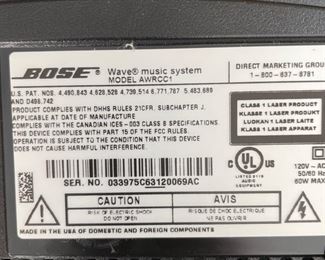 BOSE Wave® music system
MODEL AWRCC1
DIRECT MARKETING GROUP
1-800-637-8781
U.S. PAT. NOS. 4,490,843 4,628,528 4,739,514 6,771,787 5,483,689
AND D498,742
PRODUCT COMPLIES WITH DHHS RULES 21CFR, SUBCHAPTER J,
APPLICABLE AT DATE OF MANUFACTURE.
COMPLIES WITH THE CANADIAN ICES-003 CLASS B SPECIFICATIONS.
THIS DEVICE COMPLIES WITH PART 15 OF THE FCC RULES.
OPERATION IS SUBJECT TO THE CONDITION THAT THIS DEVICE
DOES NOT CAUSE HARMFUL INTERFERENCE.
CLASS 1 LASER PRODUCT
KLASSE 1 LASER PRODUKT
LUOKAN 1 LASER LAITE
KLASS 1 LASER APPARAT
C UL US
LISTED
120V~AC
50/60 Hz
60W MAX
SER. NO. 033975C63120069AC
CAUTION AVIS
RISK OF ELECTRIC SHOCK
DO NOT OPEN
RISQUE DE CHOC ELECTRIQUE
NE PAS OUVRIR
MADE IN THE USA OF DOMESTIC AND FOREIGN COMPONENTS